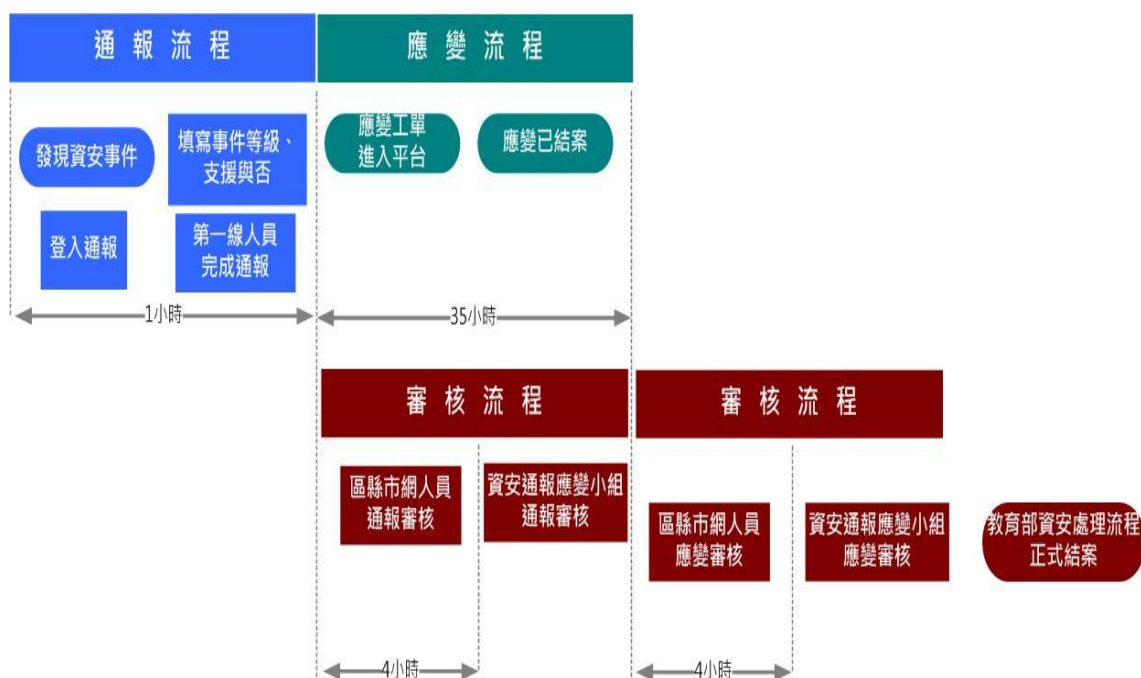 通報流程
應變流程
發現資安事件
填寫事件等級、
支援與否
登入通報
第一線人員
完成通報
應變工單
進入平台
應變已結案
1小時
35小時
審核流程
審核流程
區縣市網人員
通報審核
資安通報應變小組
通報審核
區縣市網人員
應變審核
資安通報應變小組
應變審核
教育部資安處理流程
正式結案
4小時
4小時